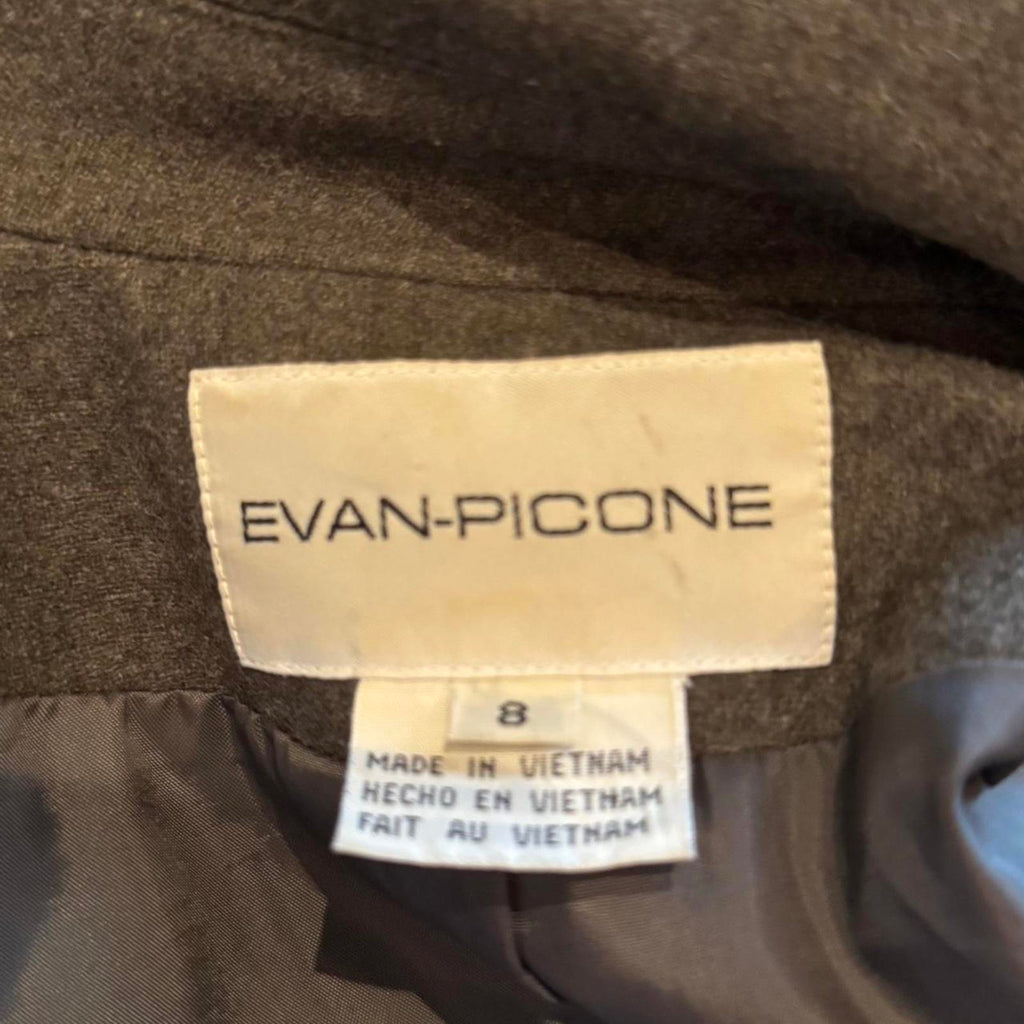 EVAN-PICONE
8
MADE IN VIETNAM
HECHO EN VIETNAM
FAIT AU VIETNAM